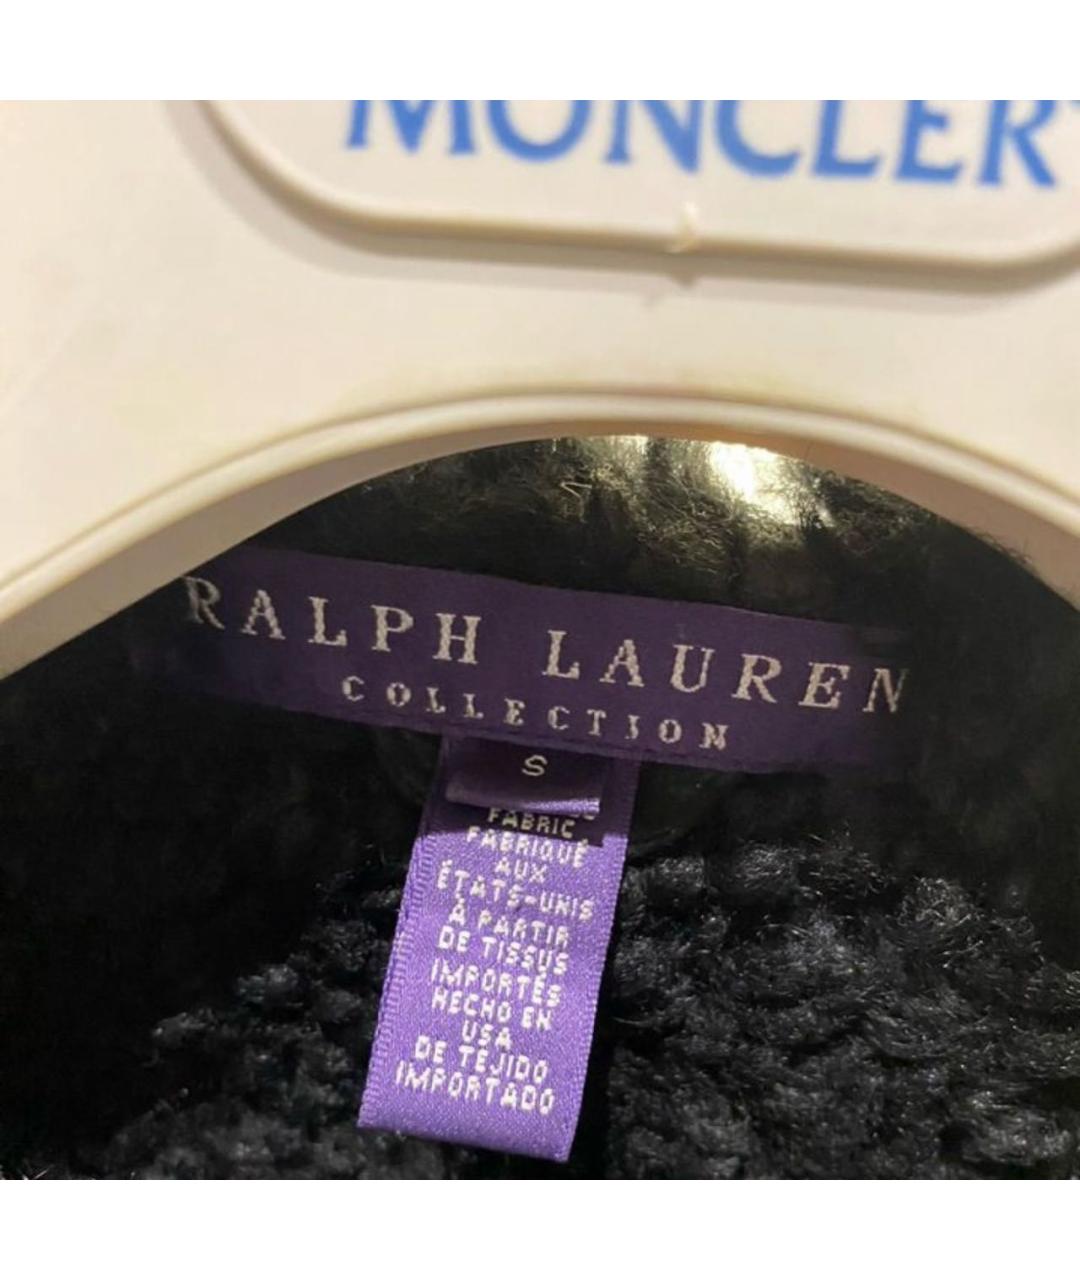 MONCLER
RALPH LAUREN
COLLECTION
S
FABRIC
FABRIQUÉ
AUX
ÉTATS-UNIS
À PARTIR
DE TISSUS
IMPORTÉS
HECHO EN
USA
DE TEJIDO
IMPORTADO